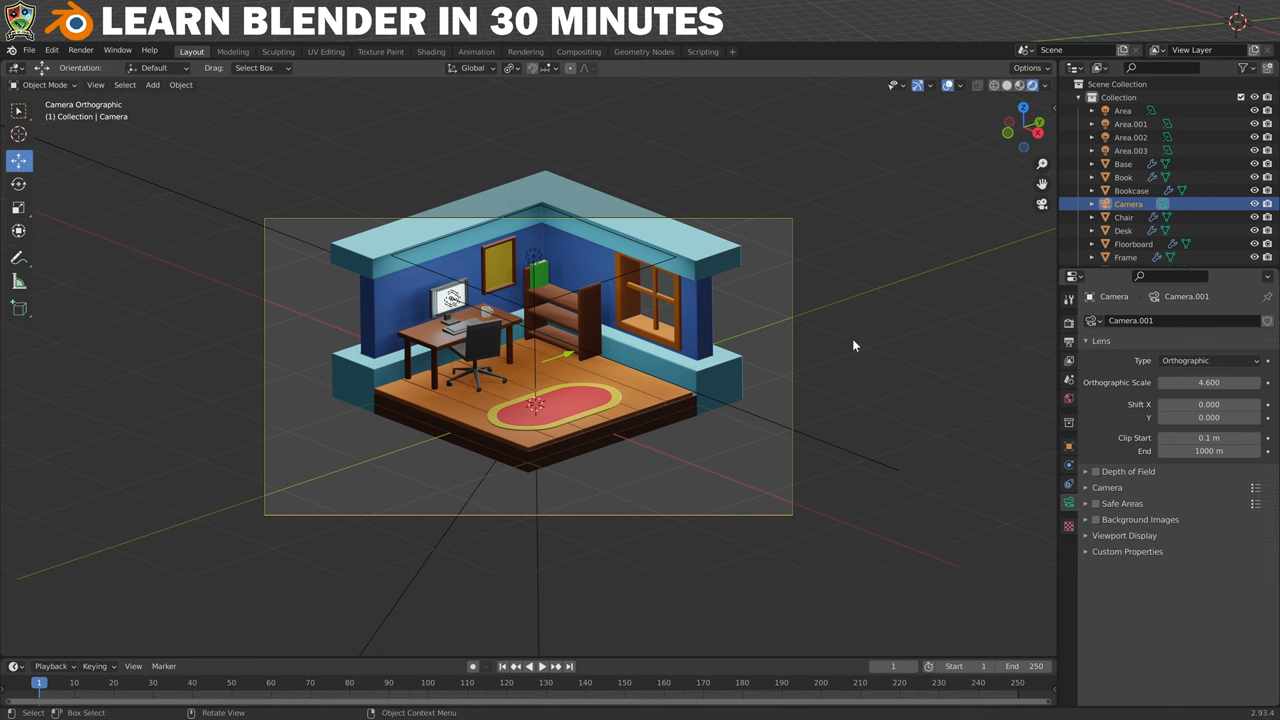 LEARN BLENDER IN 30 MINUTES
File Edit Render Window Help Layout Modeling Sculpting UV Editing Texture Paint Shading Animation Rendering Compositing Geometry Nodes Scripting + Scene View Layer
Orientation: Default Drag: Select Box Global Options
Object Mode View Select Add Object
Camera Orthographic
(1) Collection | Camera
Z
Y
X
Scene Collection
Collection
Area
Area.001
Area.002
Area.003
Base
Book
Bookcase
Camera
Chair
Desk
Floorboard
Frame
Camera Camera.001
Camera.001
Lens
Type Orthographic
Orthographic Scale 4.600
Shift X 0.000
Y 0.000
Clip Start 0.1 m
End 1000 m
Depth of Field
Camera
Safe Areas
Background Images
Viewport Display
Custom Properties
Playback Keying View Marker 1 Start 1 End 250
1 10 20 30 40 50 60 70 80 90 100 110 120 130 140 150 160 170 180 190 200 210 220 230 240 250
Select Box Select Rotate View Object Context Menu 2.93.4